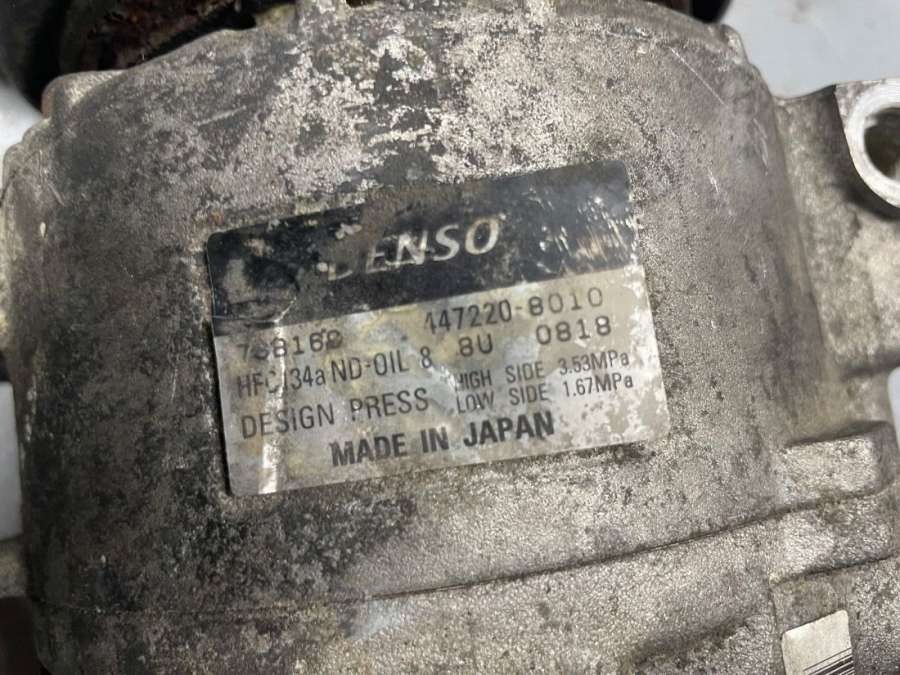 DENSO
447220-8010
8U 0818
HFC134a ND-OIL 8
DESIGN PRESS HIGH SIDE 3.53MPa
LOW SIDE 1.67MPa
MADE IN JAPAN